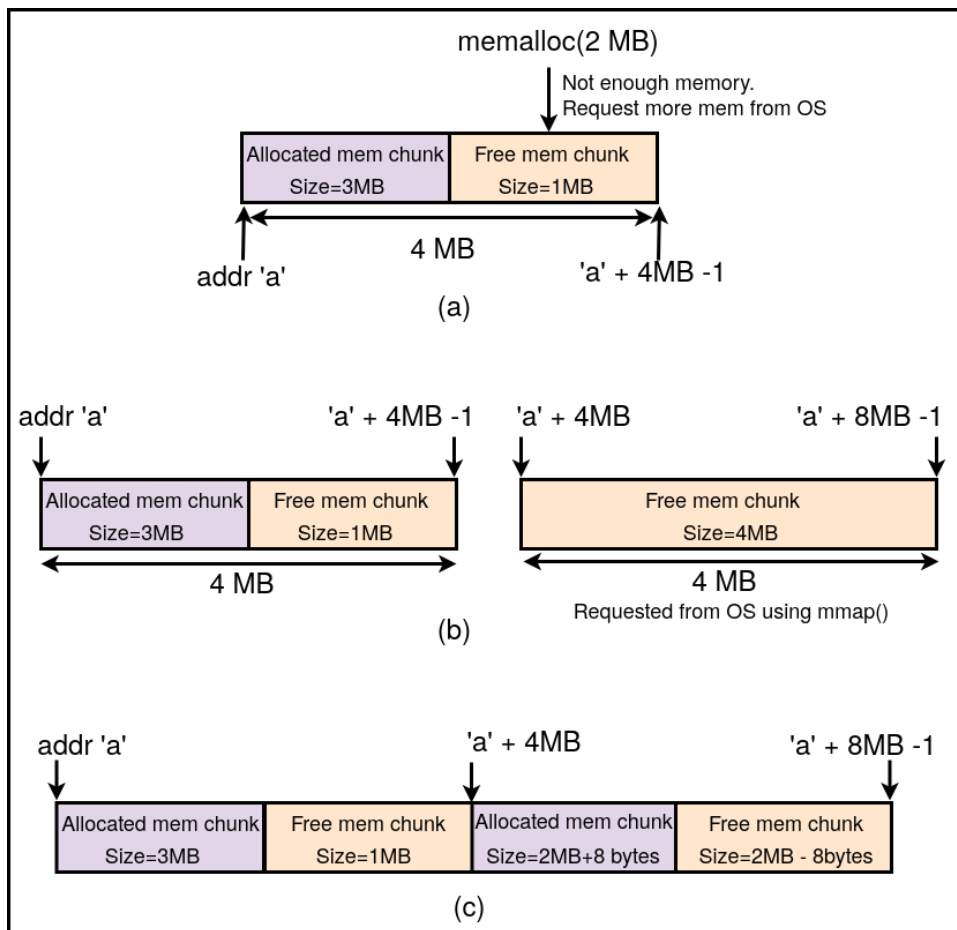 memalloc(2 MB)
Not enough memory.
Request more mem from OS
Allocated mem chunk
Size=3MB
Free mem chunk
Size=1MB
4 MB
addr 'a'
'a' + 4MB -1
(a)
addr 'a'
'a' + 4MB -1
'a' + 4MB
'a' + 8MB -1
Allocated mem chunk
Size=3MB
Free mem chunk
Size=1MB
Free mem chunk
Size=4MB
4 MB
4 MB
Requested from OS using mmap()
(b)
addr 'a'
'a' + 4MB
'a' + 8MB -1
Allocated mem chunk
Size=3MB
Free mem chunk
Size=1MB
Allocated mem chunk
Size=2MB+8 bytes
Free mem chunk
Size=2MB - 8bytes
(c)